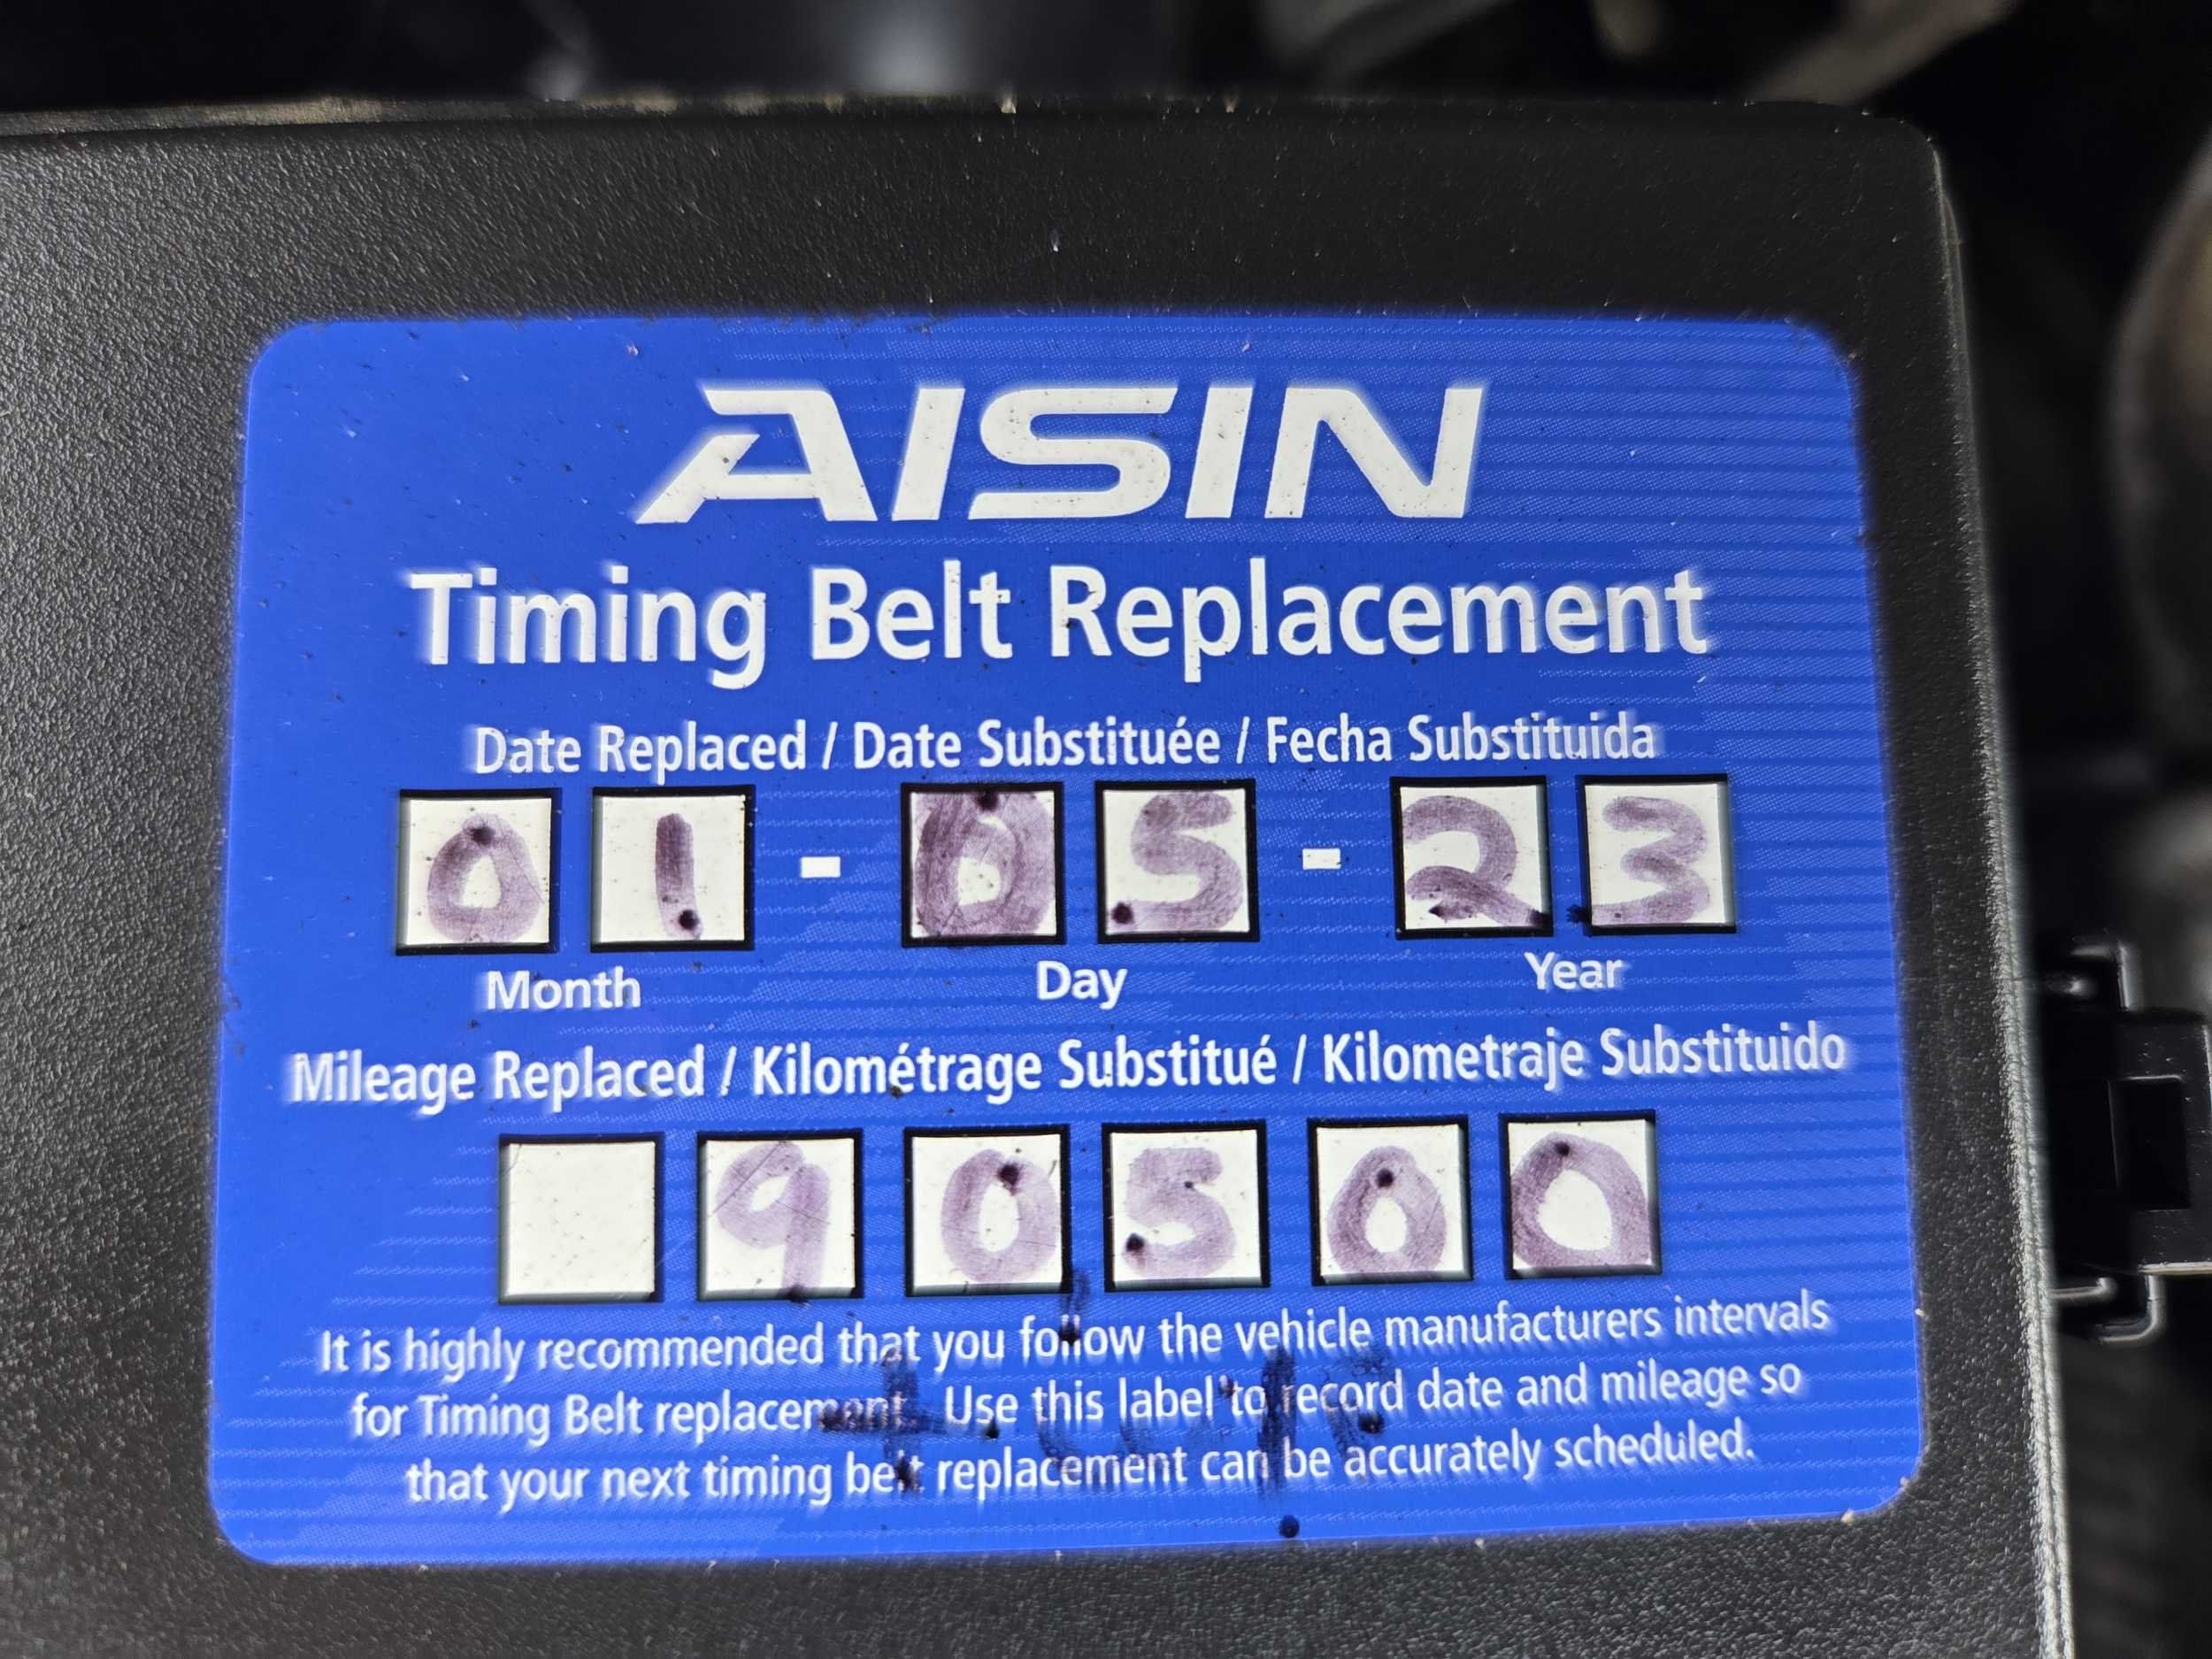 AISIN
Timing Belt Replacement
Date Replaced / Date Substituée / Fecha Substituida
01 - 05 - 23
Month Day Year
Mileage Replaced / Kilométrage Substitué / Kilometraje Substituido
90500
It is highly recommended that you follow the vehicle manufacturers intervals
for Timing Belt replacement. Use this label to record date and mileage so
that your next timing belt replacement can be accurately scheduled.